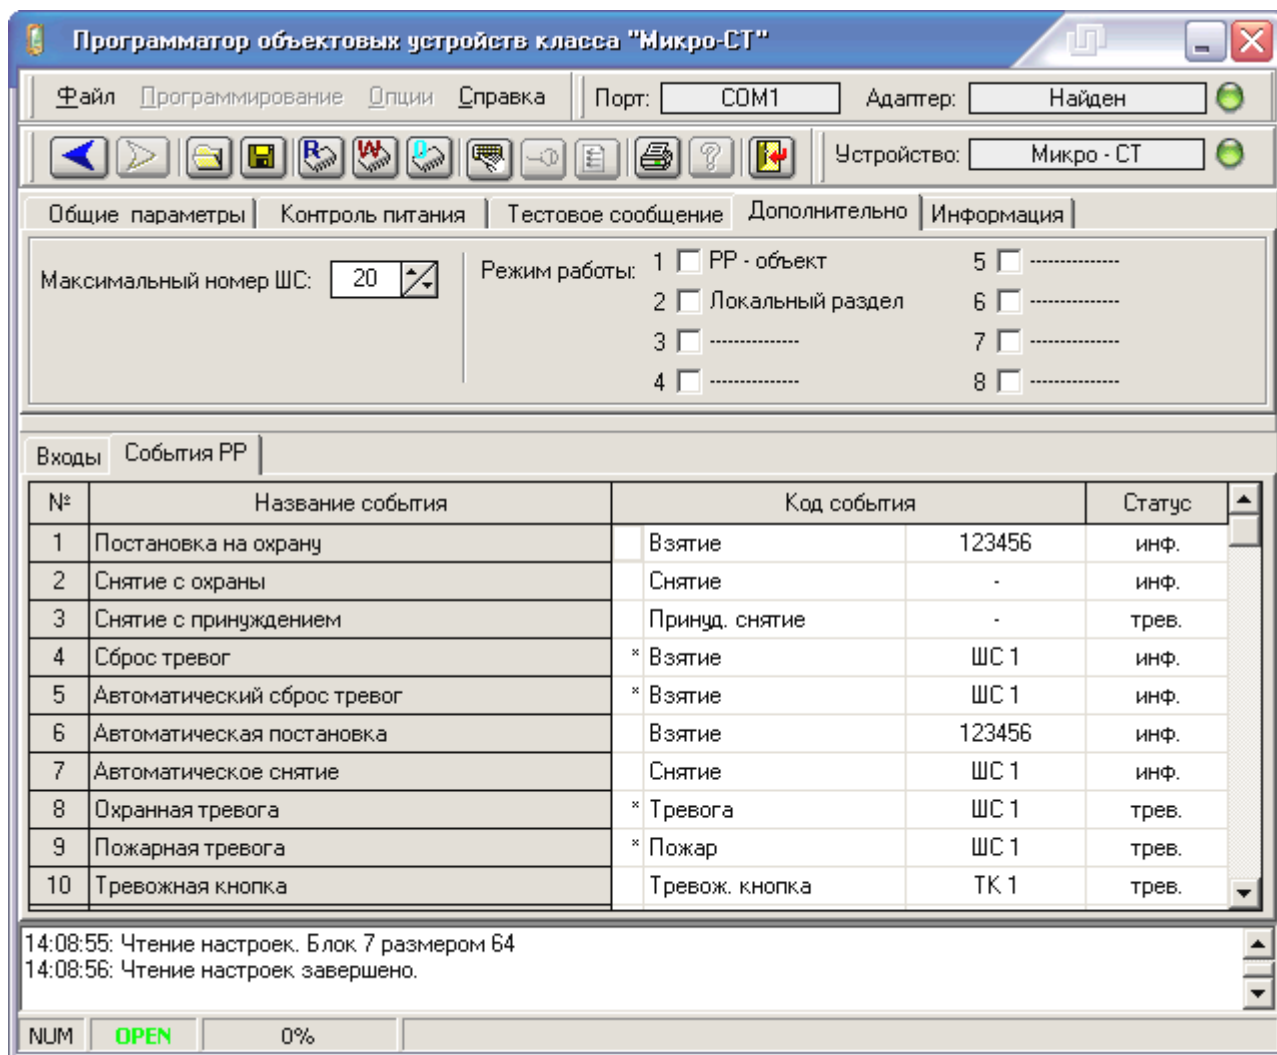 Программатор объектовых устройств класса "Микро-СТ"
Файл Программирование Опции Справка Порт: COM1 Адаптер: Найден
R W O Устройство: Микро - СТ
Общие параметры Контроль питания Тестовое сообщение Дополнительно Информация
Максимальный номер ШС: 20 Режим работы: 1 РР - объект 5 ---------------
2 Локальный раздел 6 ---------------
3 --------------- 7 ---------------
4 --------------- 8 ---------------
Входы События РР
№ Название события Код события Статус
1 Постановка на охрану Взятие 123456 инф.
2 Снятие с охраны Снятие - инф.
3 Снятие с принуждением Принуд. снятие - трев.
4 Сброс тревог * Взятие ШС 1 инф.
5 Автоматический сброс тревог * Взятие ШС 1 инф.
6 Автоматическая постановка Взятие 123456 инф.
7 Автоматическое снятие Снятие ШС 1 инф.
8 Охранная тревога * Тревога ШС 1 трев.
9 Пожарная тревога * Пожар ШС 1 трев.
10 Тревожная кнопка Тревож. кнопка ТК 1 трев.
14:08:55: Чтение настроек. Блок 7 размером 64
14:08:56: Чтение настроек завершено.
NUM OPEN 0%